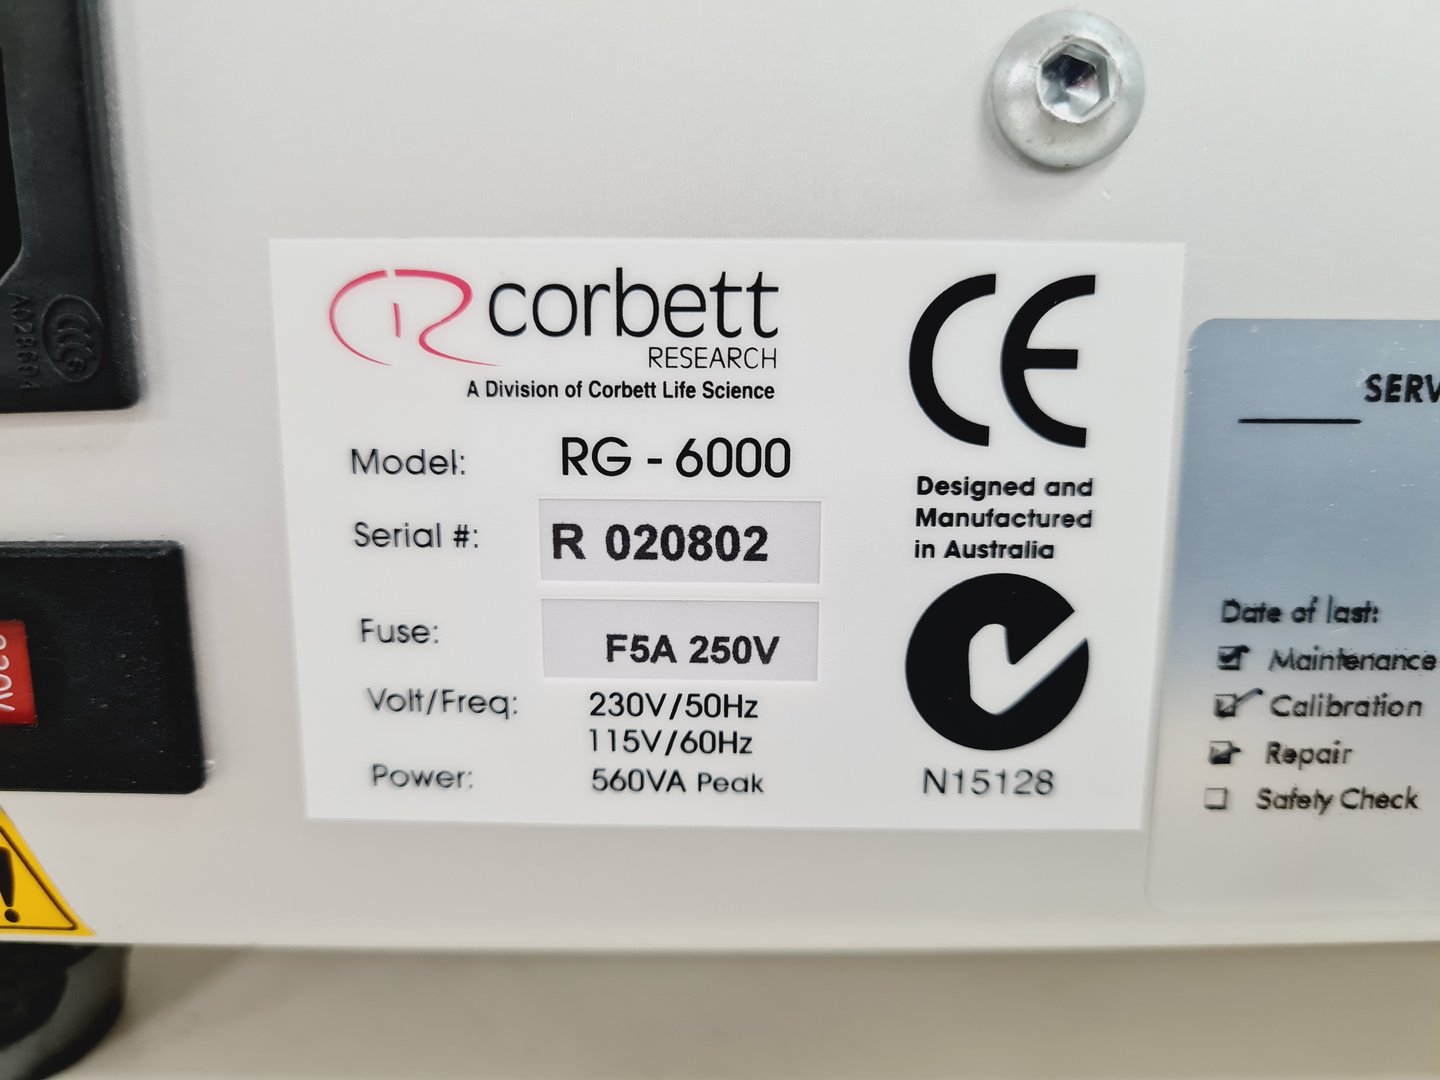 corbett
RESEARCH
A Division of Corbett Life Science
Model: RG - 6000
Serial #: R 020802
Fuse: F5A 250V
Volt/Freq: 230V/50Hz
115V/60Hz
Power: 560VA Peak
CE
Designed and
Manufactured
in Australia
N15128
SERV
Date of last:
Maintenance
Calibration
Repair
Safety Check
220V